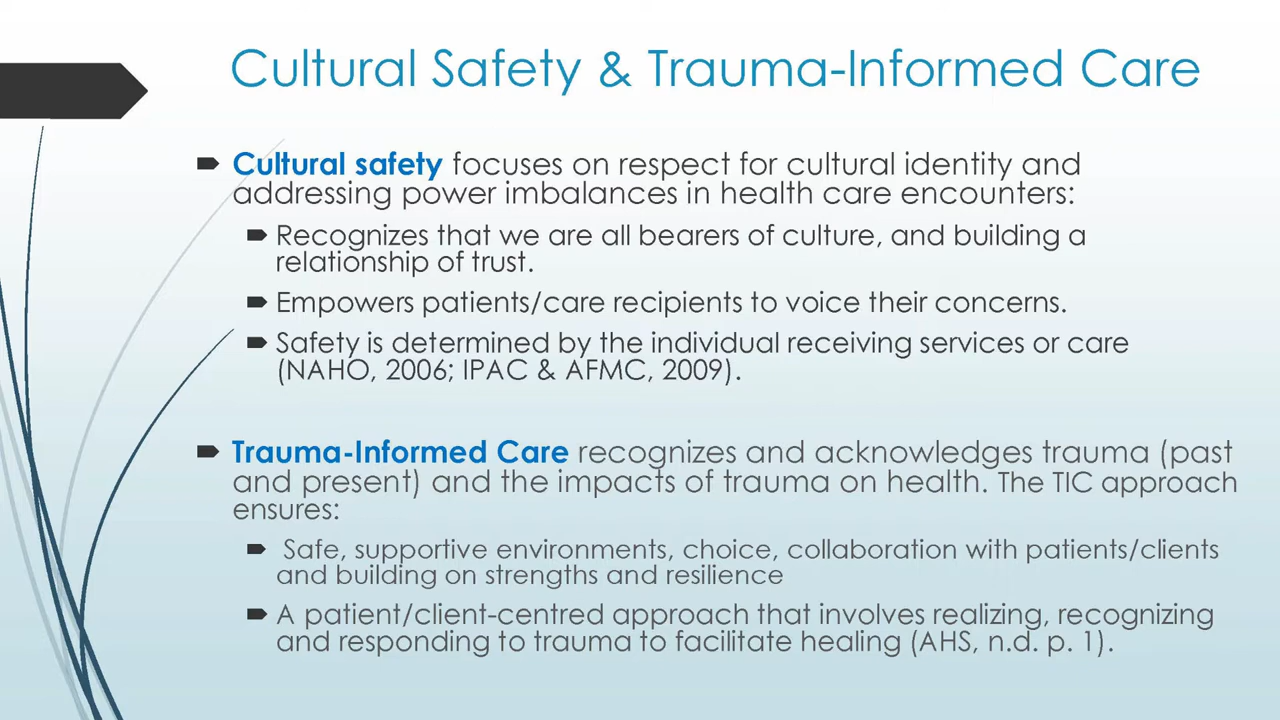 Cultural Safety & Trauma-Informed Care
Cultural safety focuses on respect for cultural identity and
addressing power imbalances in health care encounters:
Recognizes that we are all bearers of culture, and building a
relationship of trust.
Empowers patients/care recipients to voice their concerns.
Safety is determined by the individual receiving services or care
(NAHO, 2006; IPAC & AFMC, 2009).
Trauma-Informed Care recognizes and acknowledges trauma (past
and present) and the impacts of trauma on health. The TIC approach
ensures:
Safe, supportive environments, choice, collaboration with patients/clients
and building on strengths and resilience
A patient/client-centred approach that involves realizing, recognizing
and responding to trauma to facilitate healing (AHS, n.d. p. 1).